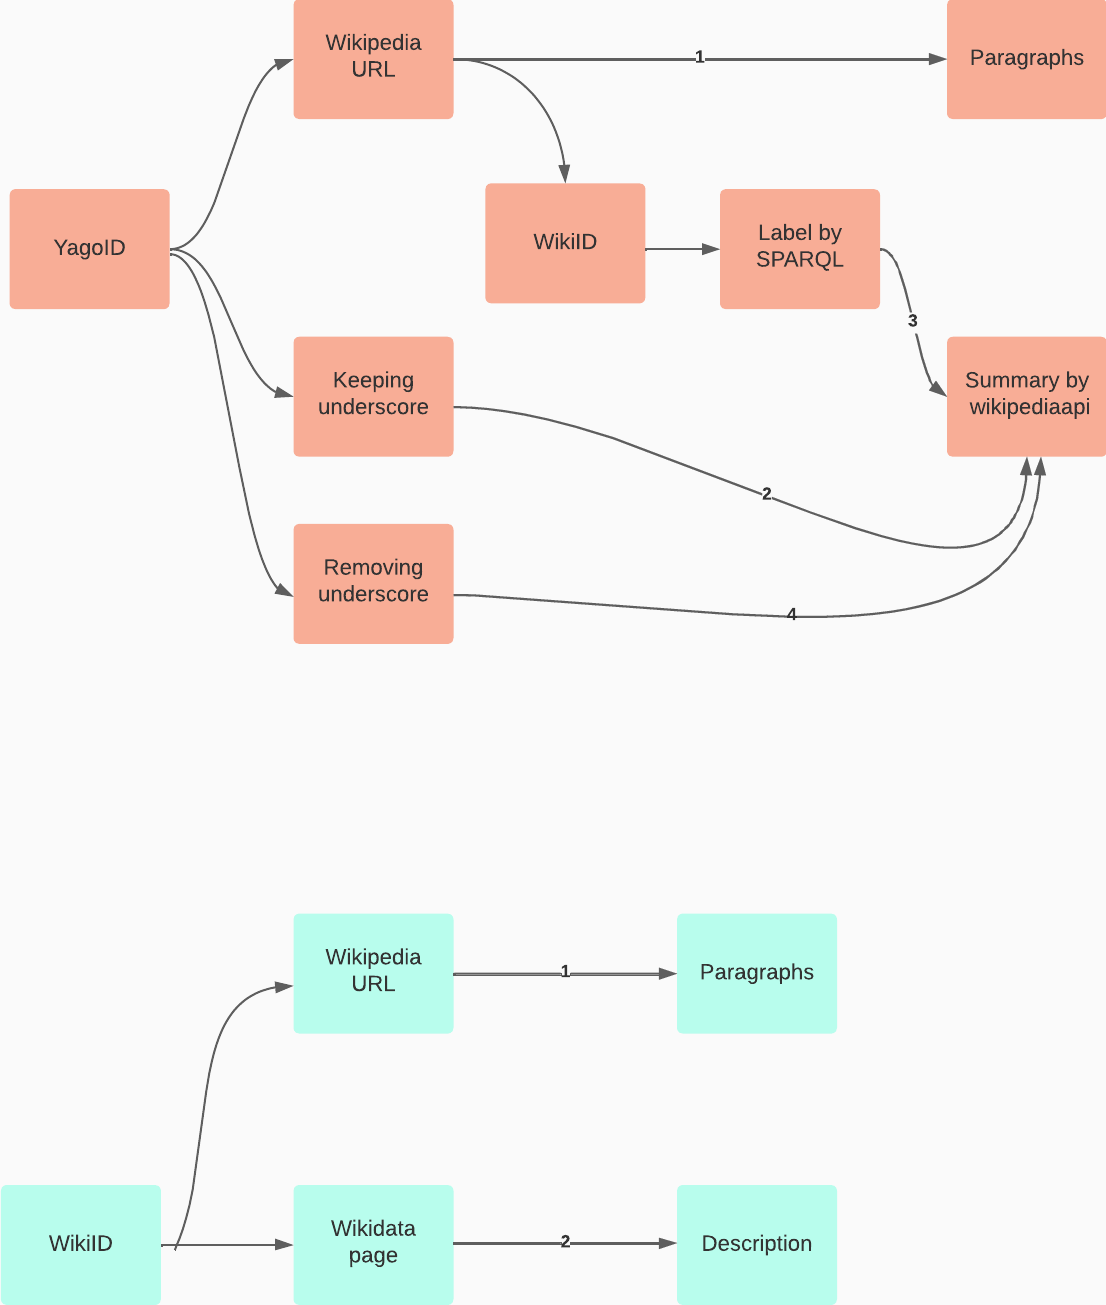 Wikipedia
URL
1
Paragraphs
YagoID
WikiID
Label by
SPARQL
3
Keeping
underscore
Summary by
wikipediaapi
2
Removing
underscore
4
Wikipedia
URL
1
Paragraphs
WikiID
Wikidata
page
2
Description